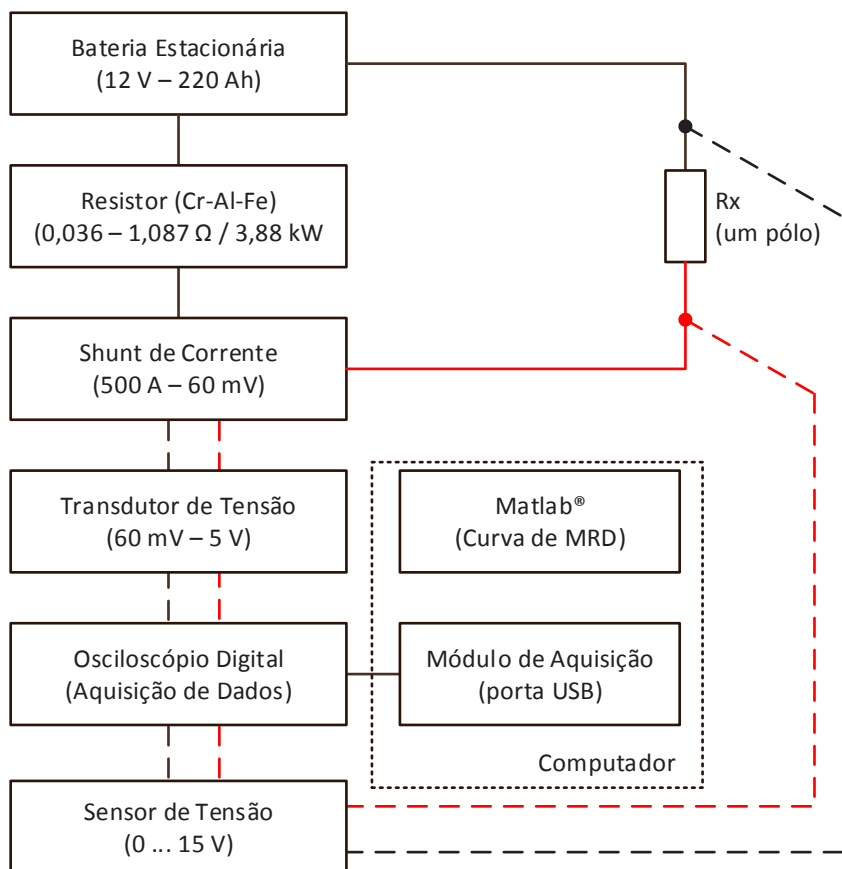 Bateria Estacionária
(12 V – 220 Ah)
Resistor (Cr-Al-Fe)
(0,036 – 1,087 Ω / 3,88 kW
Rx
(um pólo)
Shunt de Corrente
(500 A – 60 mV)
Transdutor de Tensão
(60 mV – 5 V)
Matlab®
(Curva de MRD)
Osciloscópio Digital
(Aquisição de Dados)
Módulo de Aquisição
(porta USB)
Computador
Sensor de Tensão
(0 ... 15 V)